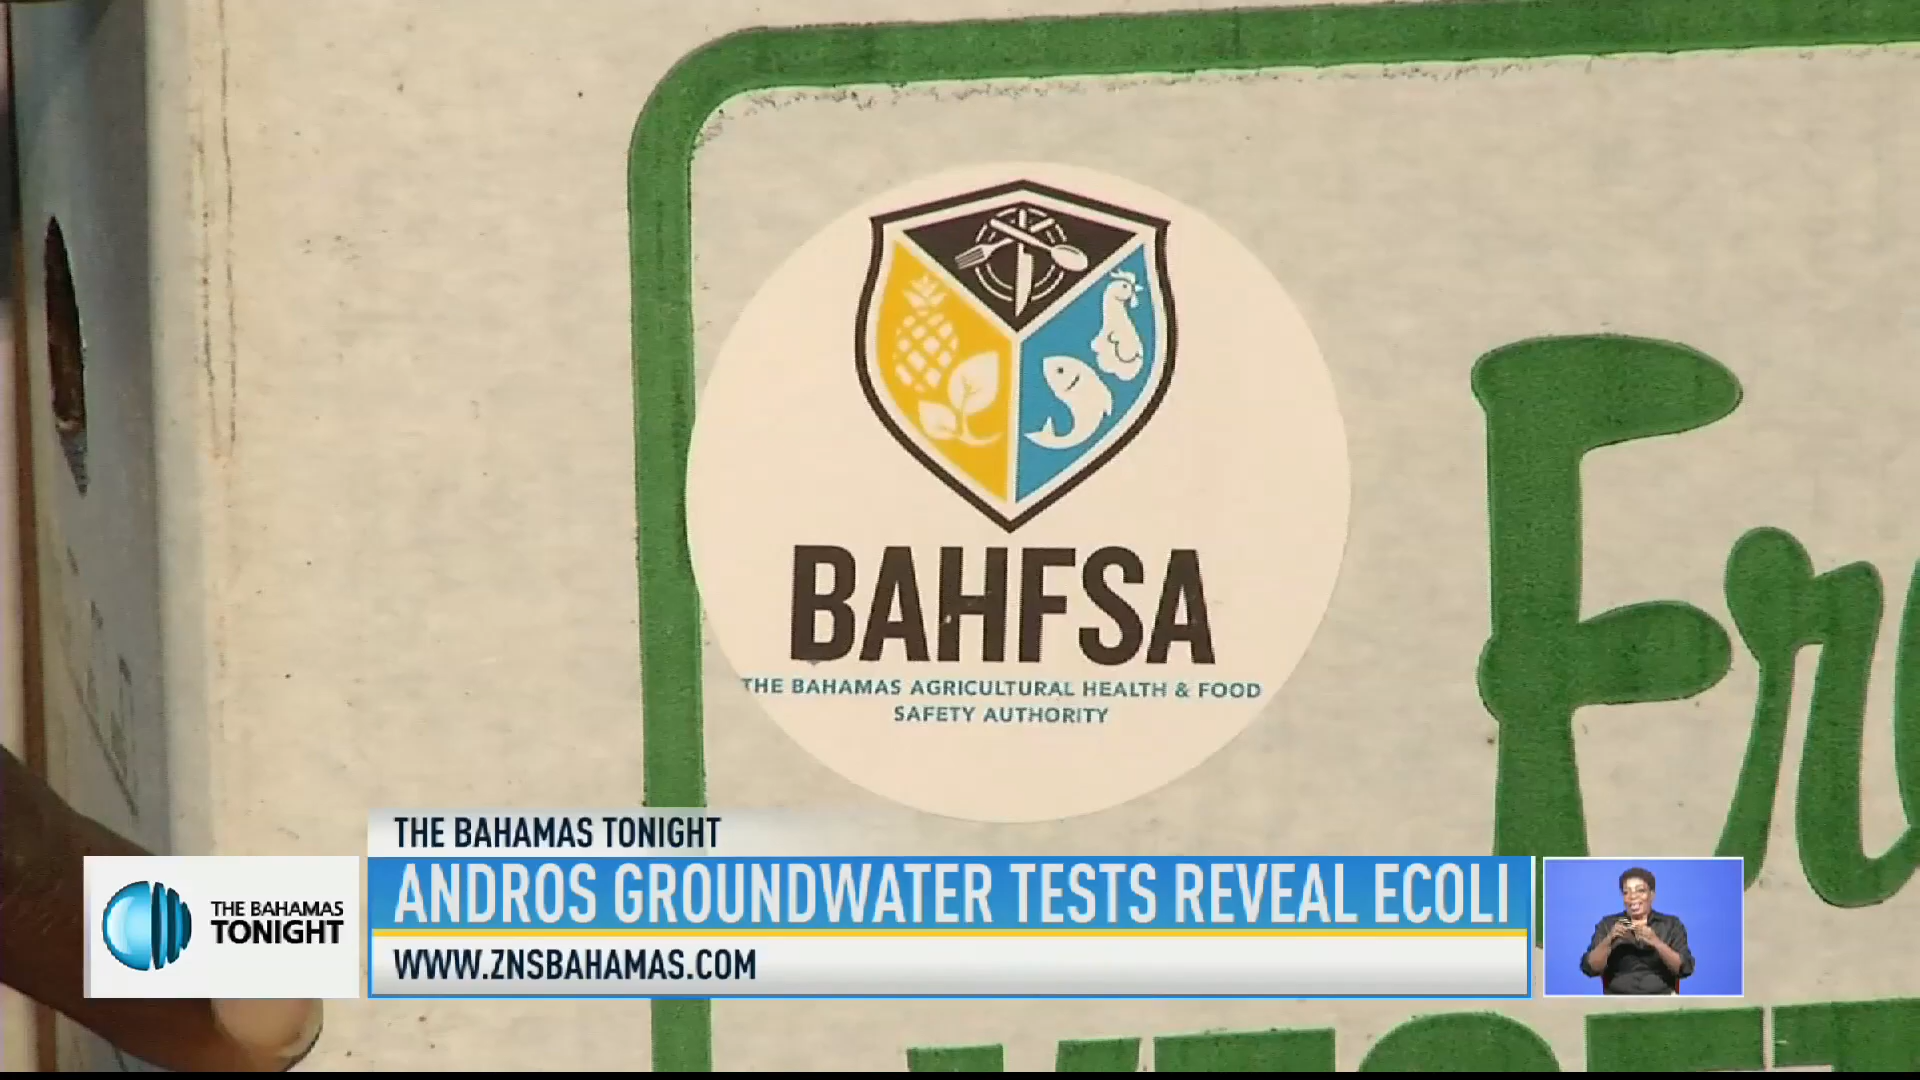 BAHFSA
THE BAHAMAS AGRICULTURAL HEALTH & FOOD
SAFETY AUTHORITY
THE BAHAMAS TONIGHT
ANDROS GROUNDWATER TESTS REVEAL ECOLI
WWW.ZNSBAHAMAS.COM
THE BAHAMAS
TONIGHT